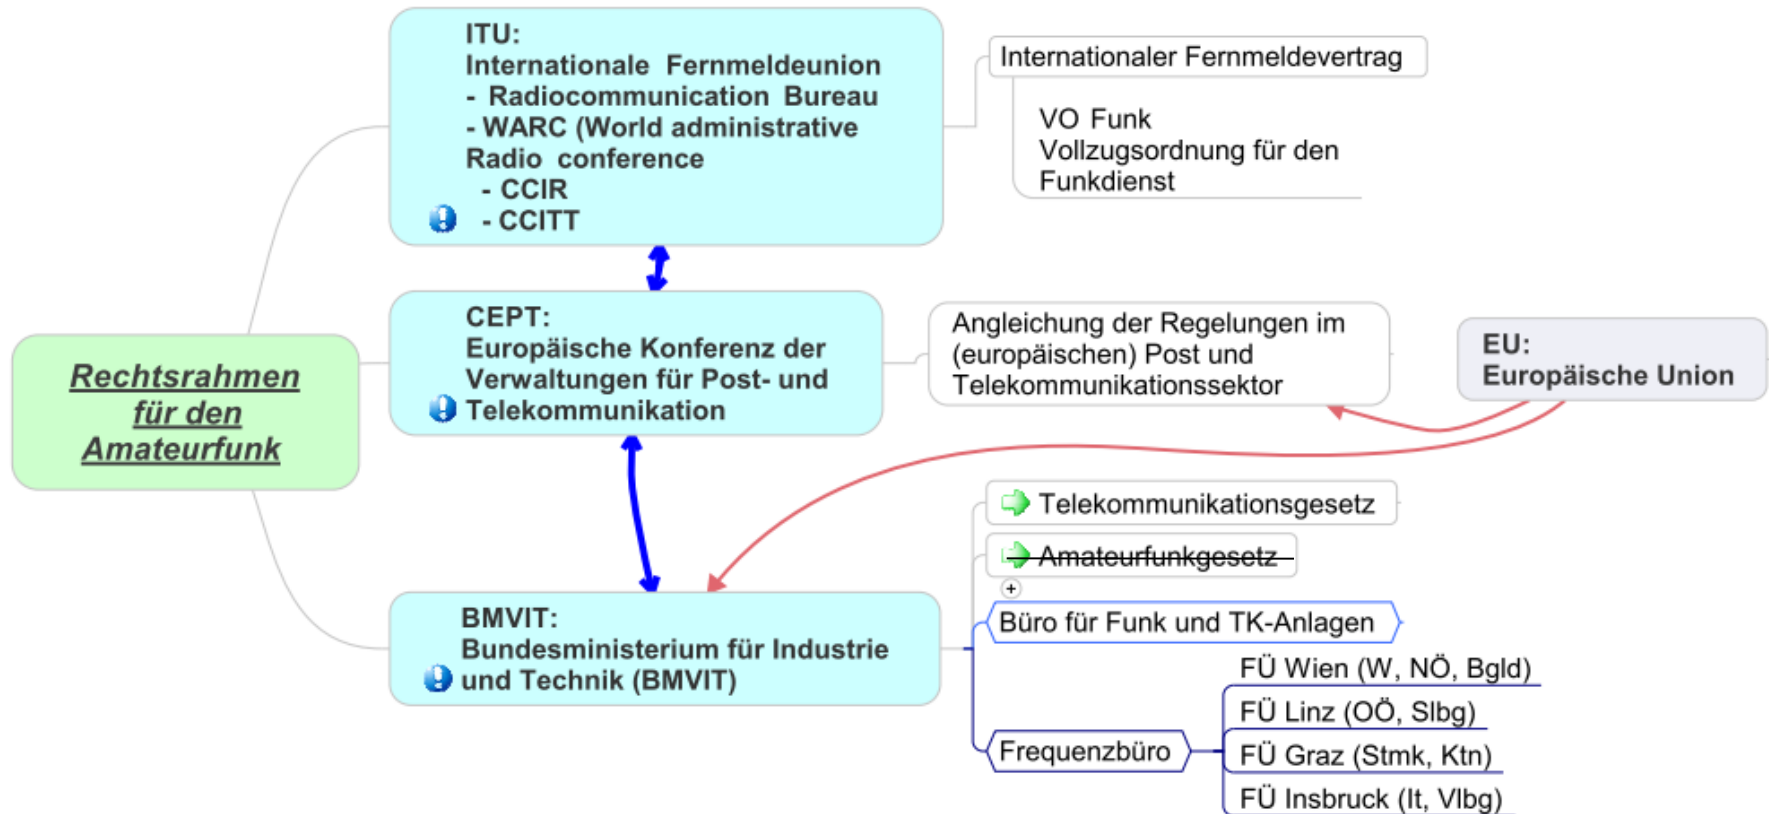 ITU:
Internationale Fernmeldeunion
- Radiocommunication Bureau
- WARC (World administrative
Radio conference
- CCIR
- CCITT
Internationaler Fernmeldevertrag
VO Funk
Vollzugsordnung für den
Funkdienst
Rechtsrahmen
für den
Amateurfunk
CEPT:
Europäische Konferenz der
Verwaltungen für Post- und
Telekommunikation
Angleichung der Regelungen im
(europäischen) Post und
Telekommunikationssektor
EU:
Europäische Union
BMVIT:
Bundesministerium für Industrie
und Technik (BMVIT)
Telekommunikationsgesetz
Amateurfunkgesetz
Büro für Funk und TK-Anlagen
Frequenzbüro
FÜ Wien (W, NÖ, Bgld)
FÜ Linz (OÖ, Slbg)
FÜ Graz (Stmk, Ktn)
FÜ Insbruck (It, Vlbg)